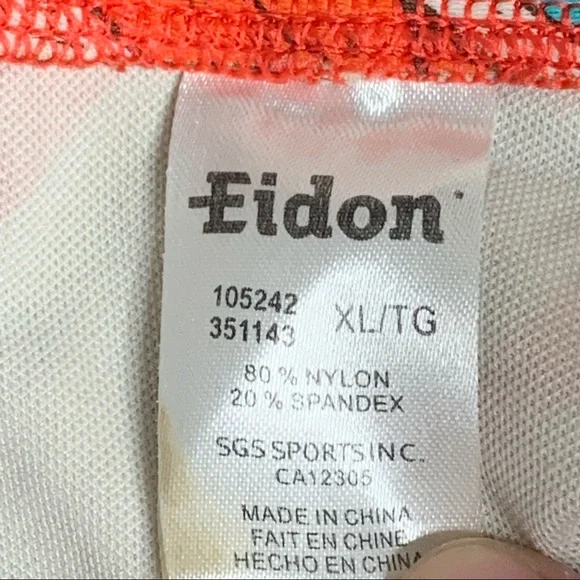 Eidon
105242
351143
XL/TG
80 % NYLON
20 % SPANDEX
SGS SPORTS INC.
CA12305
MADE IN CHINA
FAIT EN CHINE
HECHO EN CHINA